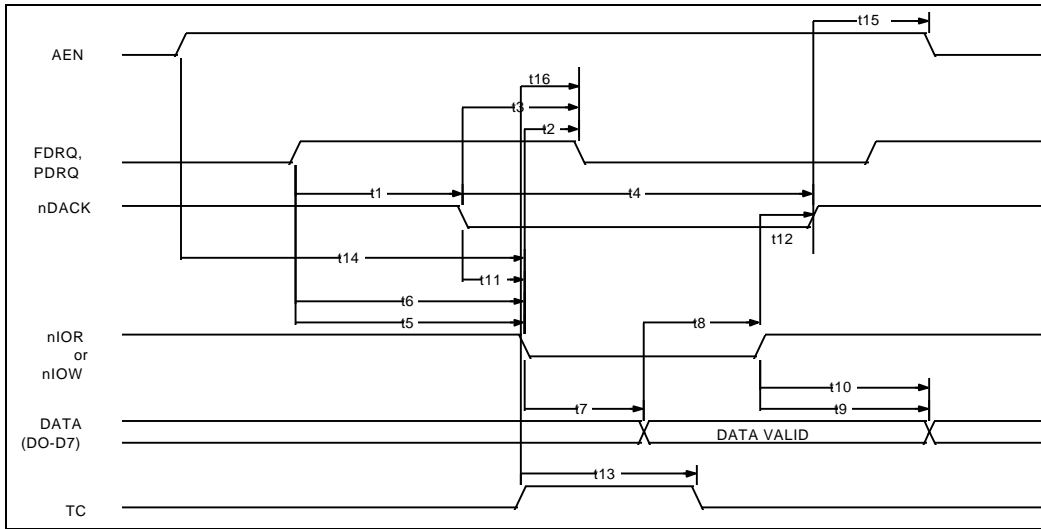 t15
AEN
t16
t3
t2
FDRQ,
PDRQ
t1
t4
nDACK
t12
t14
t11
t6
t5
t8
nIOR
or
nIOW
t10
t7
t9
DATA
(DO-D7)
DATA VALID
t13
TC